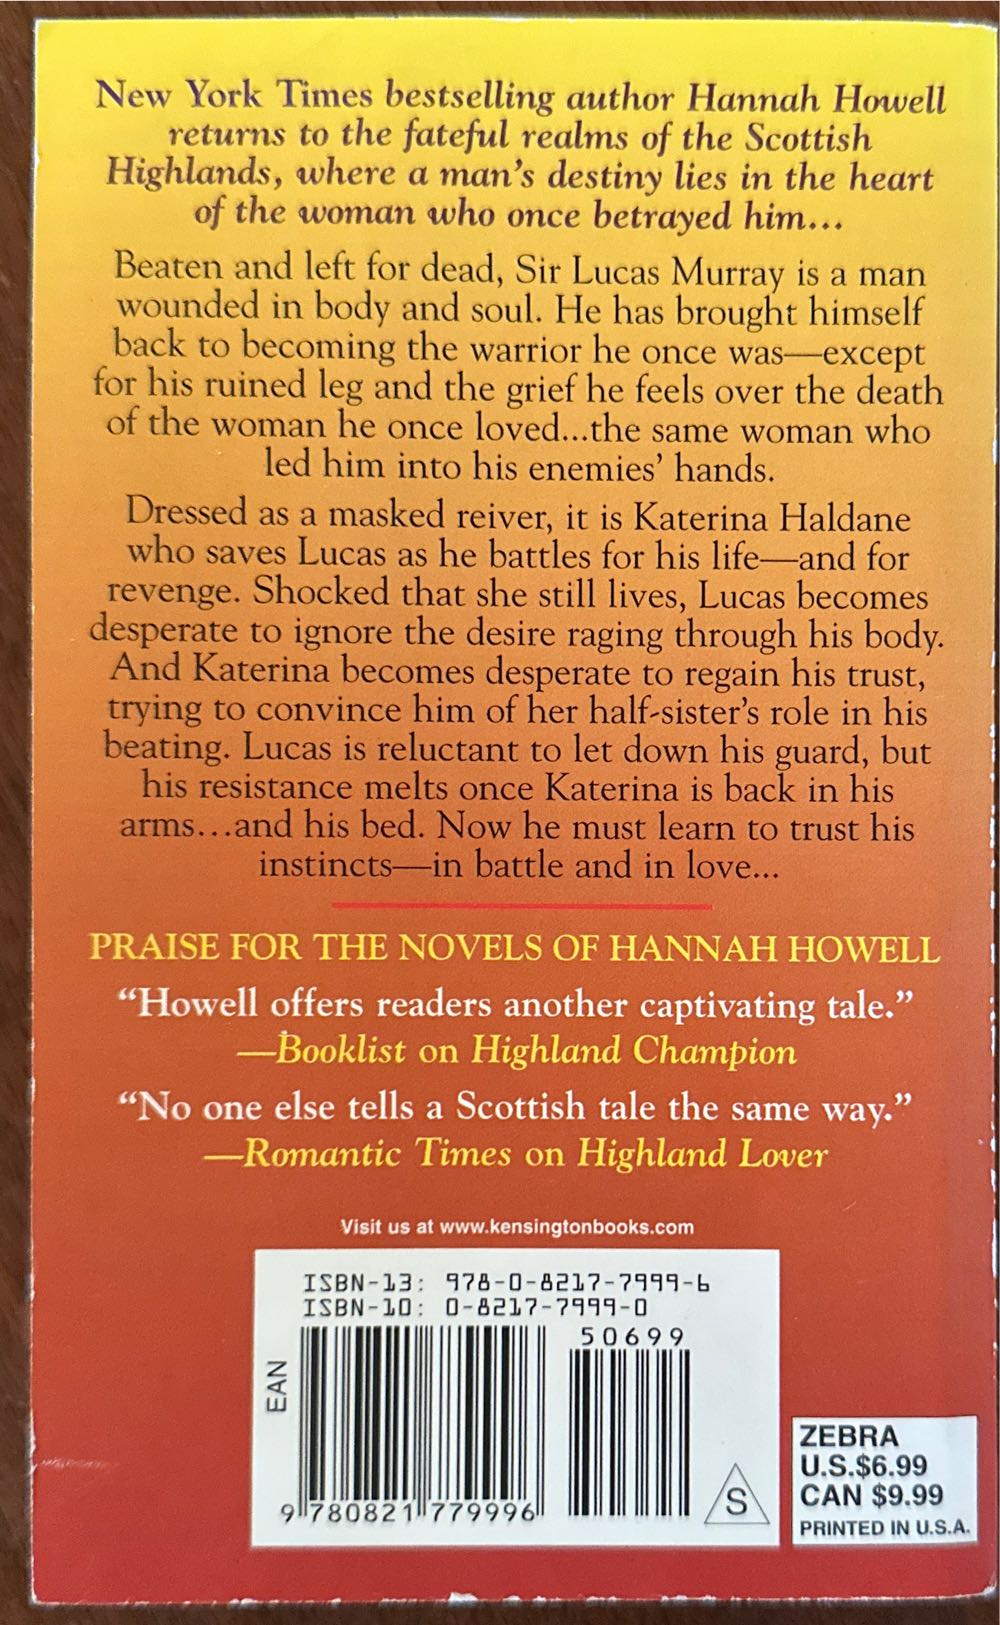 New York Times bestselling author Hannah Howell
returns to the fateful realms of the Scottish
Highlands, where a man's destiny lies in the heart
of the woman who once betrayed him...
Beaten and left for dead, Sir Lucas Murray is a man
wounded in body and soul. He has brought himself
back to becoming the warrior he once was—except
for his ruined leg and the grief he feels over the death
of the woman he once loved...the same woman who
led him into his enemies' hands.
Dressed as a masked reiver, it is Katerina Haldane
who saves Lucas as he battles for his life—and for
revenge. Shocked that she still lives, Lucas becomes
desperate to ignore the desire raging through his body.
And Katerina becomes desperate to regain his trust,
trying to convince him of her half-sister's role in his
beating. Lucas is reluctant to let down his guard, but
his resistance melts once Katerina is back in his
arms...and his bed. Now he must learn to trust his
instincts—in battle and in love...
PRAISE FOR THE NOVELS OF HANNAH HOWELL
“Howell offers readers another captivating tale.”
—Booklist on Highland Champion
“No one else tells a Scottish tale the same way.”
—Romantic Times on Highland Lover
Visit us at www.kensingtonbooks.com
ISBN-13: 978-0-8217-7999-6
ISBN-10: 0-8217-7999-0
50699
EAN
9 780821 779996
S
ZEBRA
U.S.$6.99
CAN $9.99
PRINTED IN U.S.A.